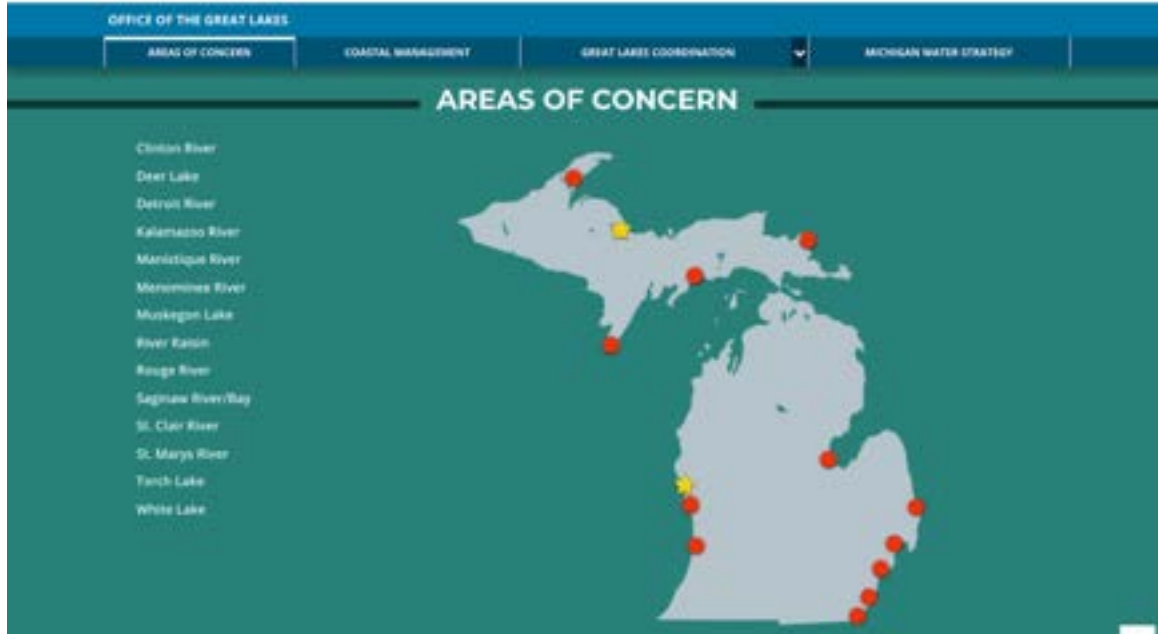 OFFICE OF THE GREAT LAKES
AREAS OF CONCERN
COASTAL MANAGEMENT
GREAT LAKES COORDINATION
MICHIGAN WATER STRATEGY
AREAS OF CONCERN
Clinton River
Deer Lake
Detroit River
Kalamazoo River
Manistique River
Menominee River
Muskegon Lake
River Raisin
Rouge River
Saginaw River/Bay
St. Clair River
St. Marys River
Torch Lake
White Lake